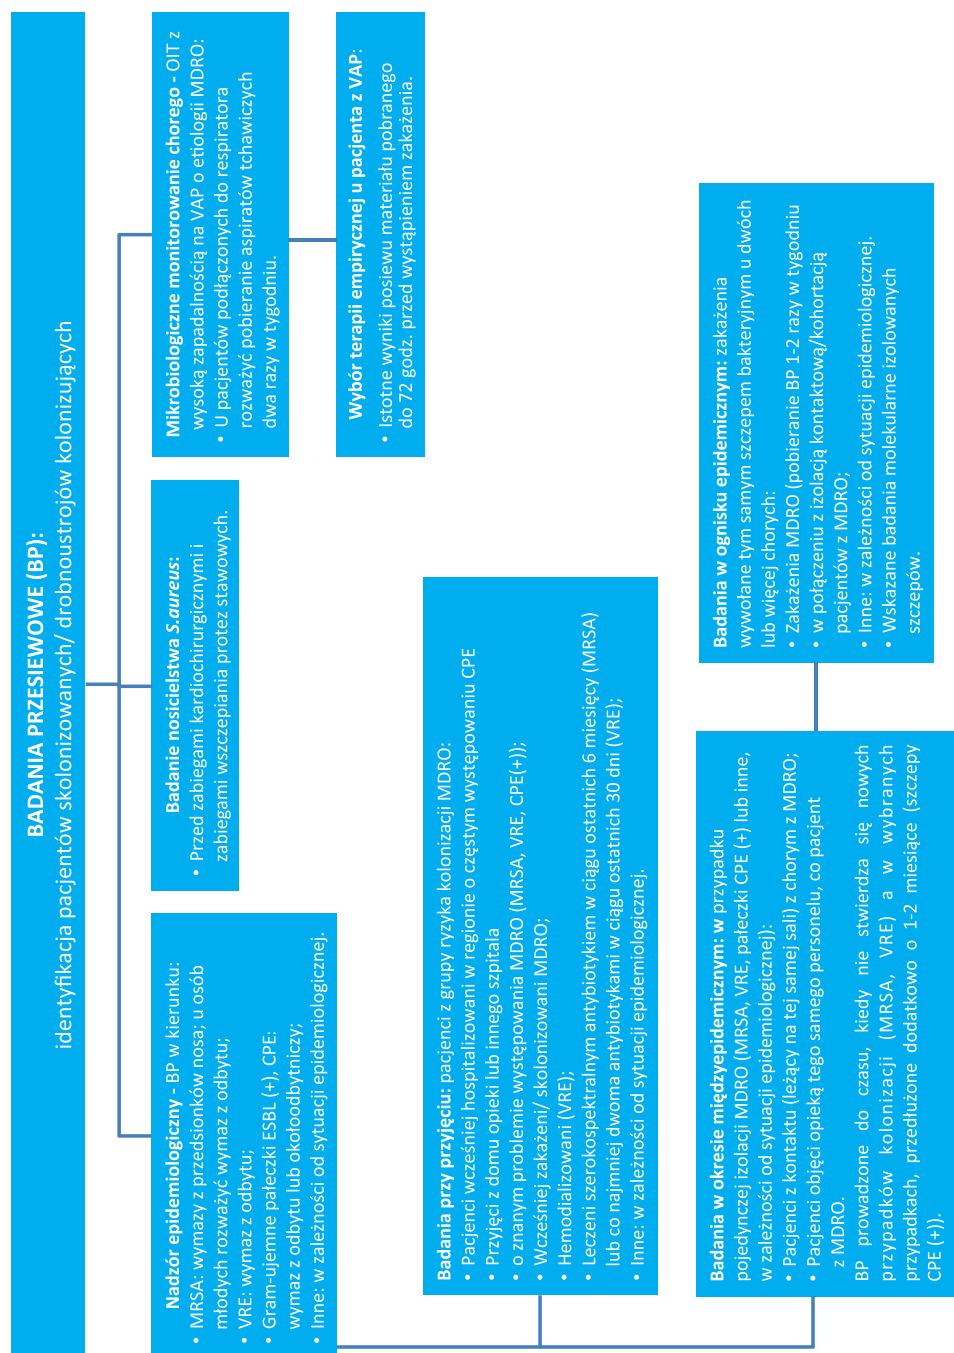 BADANIA PRZESIEWOWE (BP):
identyfikacja pacjentów skolonizowanych/ drobnoustrojów kolonizujących
Nadzór epidemiologiczny - BP w kierunku:
• MRSA: wymazy z przedsionków nosa; u osób
młodych rozważyć wymaz z odbytu;
• VRE: wymaz z odbytu;
• Gram-ujemne pałeczki ESBL (+), CPE:
wymaz z odbytu lub okołoodbytniczy;
• Inne: w zależności od sytuacji epidemiologicznej.
Badanie nosicielstwa S.aureus:
• Przed zabiegami kardiochirurgicznymi i
zabiegami wszczepiania protez stawowych.
Mikrobiologiczne monitorowanie chorego - OIT z
wysoką zapadalnością na VAP o etiologii MDRO:
• U pacjentów podłączonych do respiratora
rozważyć pobieranie aspiratów tchawiczych
dwa razy w tygodniu.
Wybór terapii empirycznej u pacjenta z VAP:
• Istotne wyniki posiewu materiału pobranego
do 72 godz. przed wystąpieniem zakażenia.
Badania przy przyjęciu: pacjenci z grupy ryzyka kolonizacji MDRO:
• Pacjenci wcześniej hospitalizowani w regionie o częstym występowaniu CPE
• Przyjęci z domu opieki lub innego szpitala
• o znanym problemie występowania MDRO (MRSA, VRE, CPE(+));
• Wcześniej zakażeni/ skolonizowani MDRO;
• Hemodializowani (VRE);
• Leczeni szerokospektralnym antybiotykiem w ciągu ostatnich 6 miesięcy (MRSA)
lub co najmniej dwoma antybiotykami w ciągu ostatnich 30 dni (VRE);
• Inne: w zależności od sytuacji epidemiologicznej.
Badania w okresie międzyepidemicznym: w przypadku
pojedynczej izolacji MDRO (MRSA, VRE, pałeczki CPE (+) lub inne,
w zależności od sytuacji epidemiologicznej):
• Pacjenci z kontaktu (leżący na tej samej sali) z chorym z MDRO;
• Pacjenci objęci opieką tego samego personelu, co pacjent
z MDRO.
BP prowadzone do czasu, kiedy nie stwierdza się nowych
przypadków kolonizacji (MRSA, VRE) a w wybranych
przypadkach, przedłużone dodatkowo o 1-2 miesiące (szczepy
CPE (+)).
Badania w ognisku epidemicznym: zakażenia
wywołane tym samym szczepem bakteryjnym u dwóch
lub więcej chorych:
• Zakażenia MDRO (pobieranie BP 1-2 razy w tygodniu
• w połączeniu z izolacją kontaktową/kohortacją
pacjentów z MDRO;
• Inne: w zależności od sytuacji epidemiologicznej.
• Wskazane badania molekularne izolowanych
szczepów.